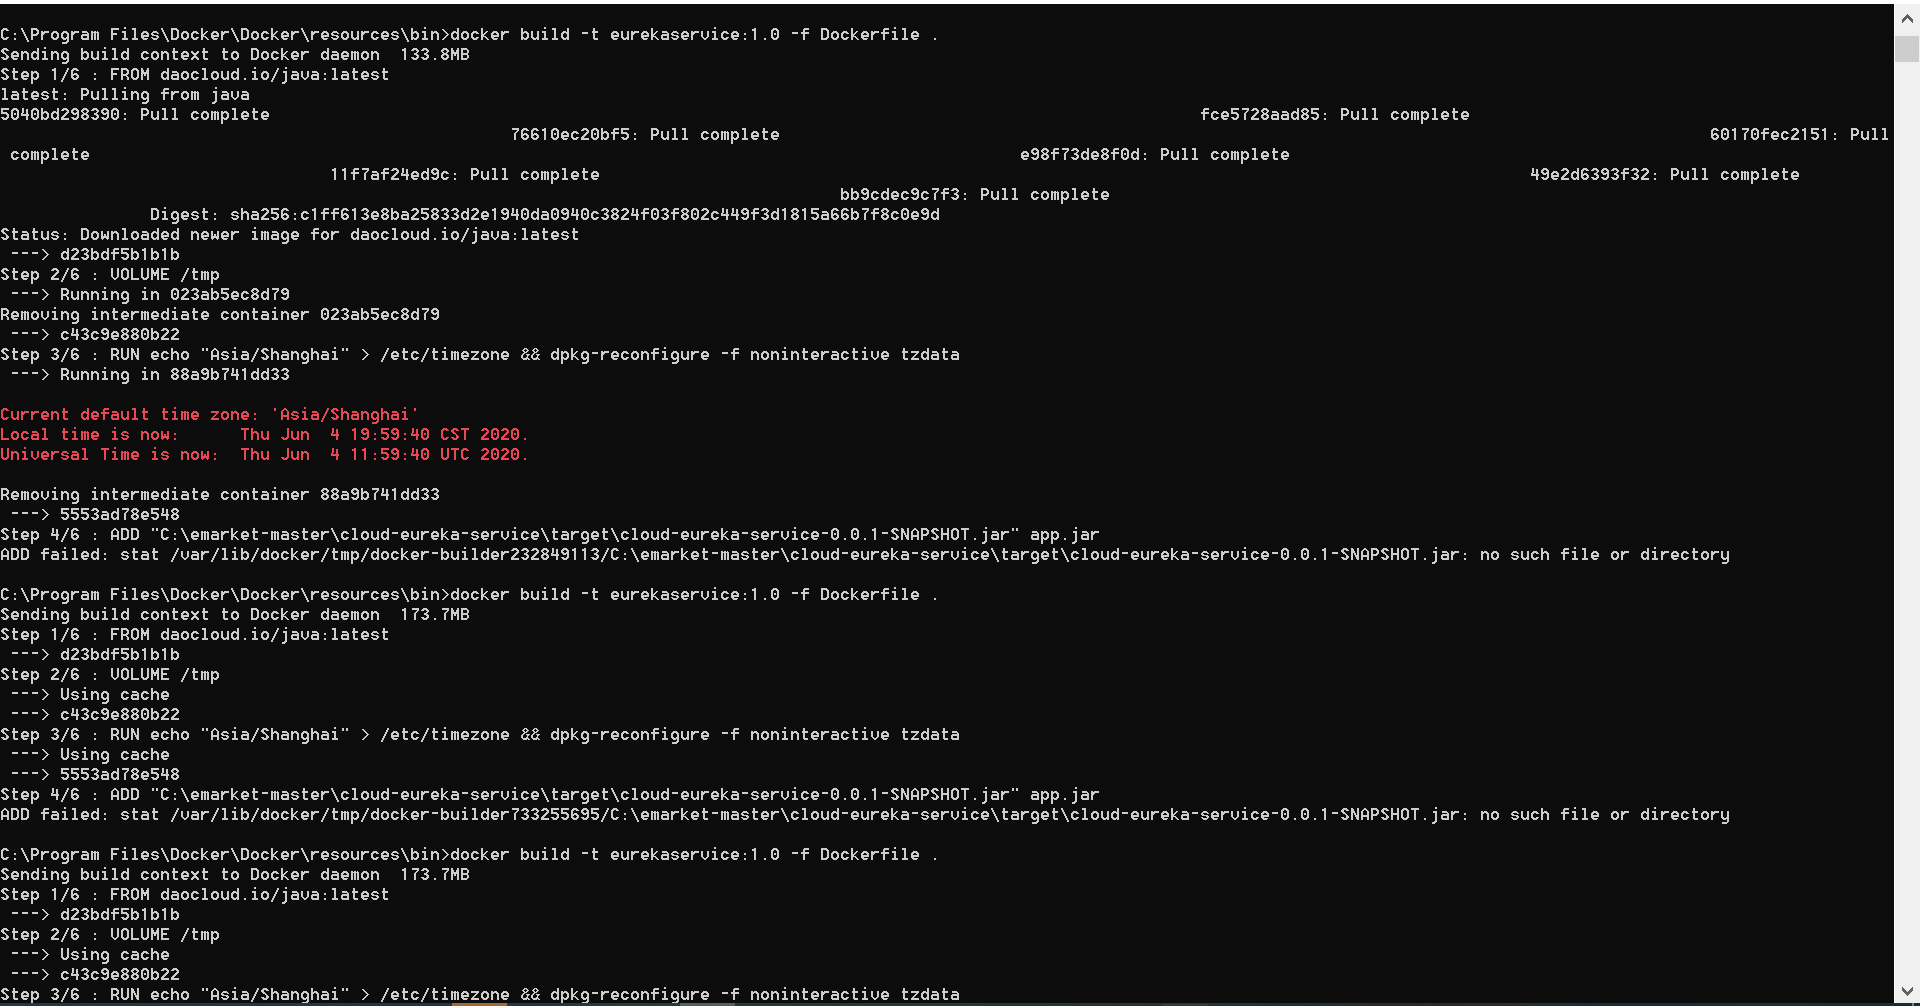 C:\Program Files\Docker\Docker\resources\bin>docker build -t eurekaservice:1.0 -f Dockerfile .
Sending build context to Docker daemon  133.8MB
Step 1/6 : FROM daocloud.io/java:latest
latest: Pulling from java
5040bd298390: Pull complete fce5728aad85: Pull complete
76610ec20bf5: Pull complete 60170fec2151: Pull
complete e98f73de8f0d: Pull complete
11f7af24ed9c: Pull complete 49e2d6393f32: Pull complete
bb9cdec9c7f3: Pull complete
Digest: sha256:c1ff613e8ba25833d2e1940da0940c3824f03f802c449f3d1815a66b7f8c0e9d
Status: Downloaded newer image for daocloud.io/java:latest
---> d23bdf5b1b1b
Step 2/6 : VOLUME /tmp
---> Running in 023ab5ec8d79
Removing intermediate container 023ab5ec8d79
---> c43c9e880b22
Step 3/6 : RUN echo "Asia/Shanghai" > /etc/timezone && dpkg-reconfigure -f noninteractive tzdata
---> Running in 88a9b741dd33
Current default time zone: 'Asia/Shanghai'
Local time is now:      Thu Jun  4 19:59:40 CST 2020.
Universal Time is now:  Thu Jun  4 11:59:40 UTC 2020.
Removing intermediate container 88a9b741dd33
---> 5553ad78e548
Step 4/6 : ADD "C:\emarket-master\cloud-eureka-service\target\cloud-eureka-service-0.0.1-SNAPSHOT.jar" app.jar
ADD failed: stat /var/lib/docker/tmp/docker-builder232849113/C:\emarket-master\cloud-eureka-service\target\cloud-eureka-service-0.0.1-SNAPSHOT.jar: no such file or directory
C:\Program Files\Docker\Docker\resources\bin>docker build -t eurekaservice:1.0 -f Dockerfile .
Sending build context to Docker daemon  173.7MB
Step 1/6 : FROM daocloud.io/java:latest
---> d23bdf5b1b1b
Step 2/6 : VOLUME /tmp
---> Using cache
---> c43c9e880b22
Step 3/6 : RUN echo "Asia/Shanghai" > /etc/timezone && dpkg-reconfigure -f noninteractive tzdata
---> Using cache
---> 5553ad78e548
Step 4/6 : ADD "C:\emarket-master\cloud-eureka-service\target\cloud-eureka-service-0.0.1-SNAPSHOT.jar" app.jar
ADD failed: stat /var/lib/docker/tmp/docker-builder733255695/C:\emarket-master\cloud-eureka-service\target\cloud-eureka-service-0.0.1-SNAPSHOT.jar: no such file or directory
C:\Program Files\Docker\Docker\resources\bin>docker build -t eurekaservice:1.0 -f Dockerfile .
Sending build context to Docker daemon  173.7MB
Step 1/6 : FROM daocloud.io/java:latest
---> d23bdf5b1b1b
Step 2/6 : VOLUME /tmp
---> Using cache
---> c43c9e880b22
Step 3/6 : RUN echo "Asia/Shanghai" > /etc/timezone && dpkg-reconfigure -f noninteractive tzdata